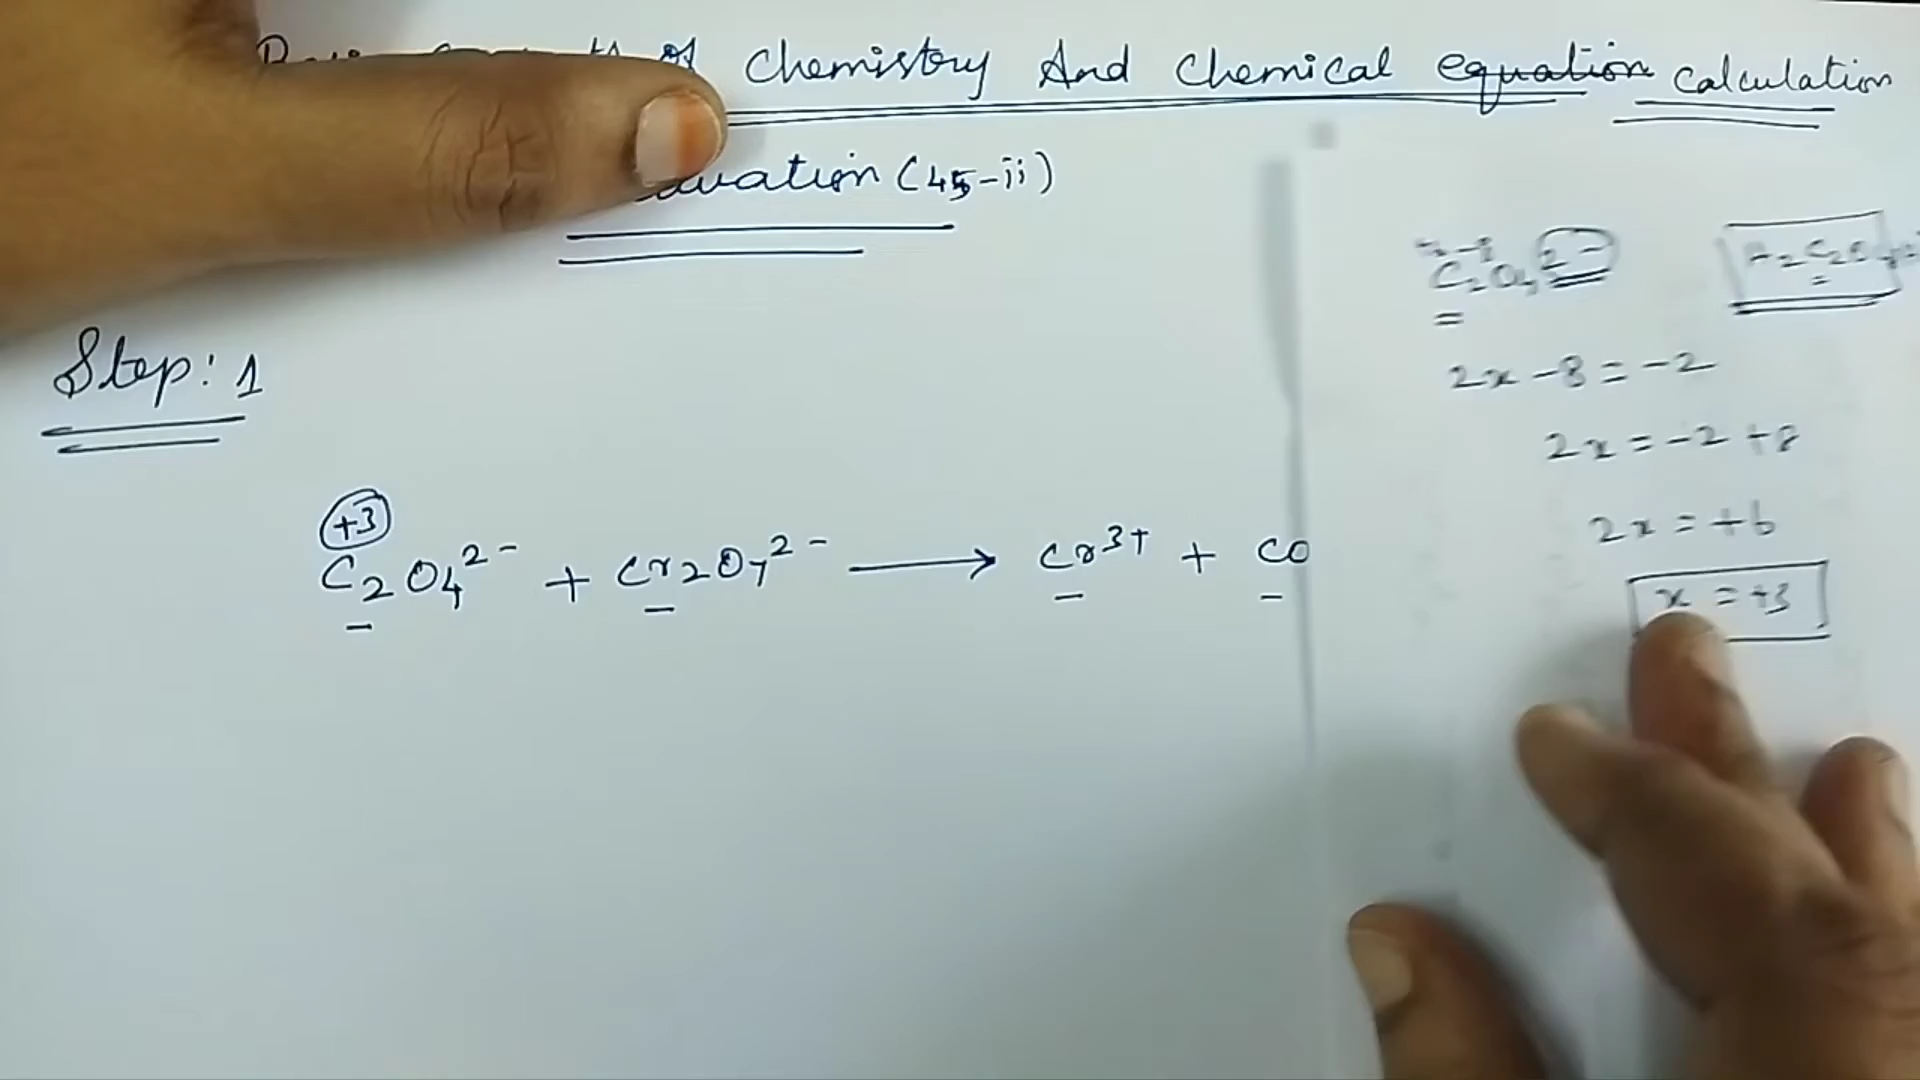 of Chemistry And Chemical equation Calculation
(45-ii)
Step: 1
+3
C₂O₄²⁻ + Cr₂O₇²⁻ ⟶ Cr³⁺ + CO
C₂O₄²⁻
=
2x - 8 = -2
2x = -2 + 8
2x = +6
x = +3